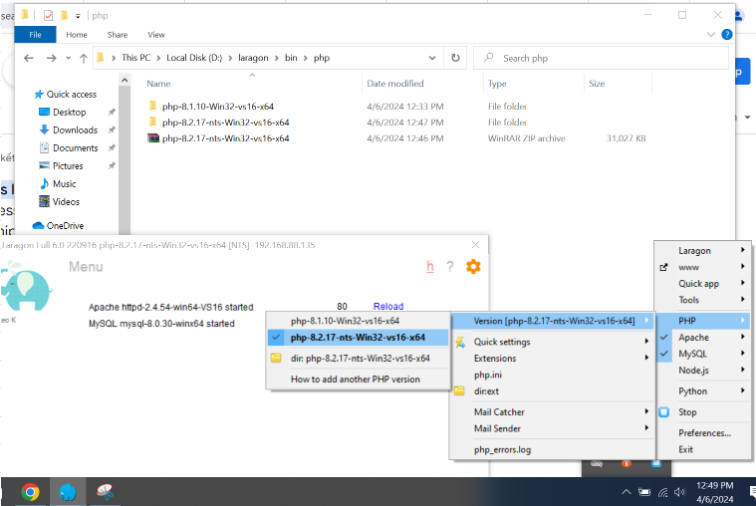 php
File Home Share View
This PC > Local Disk (D:) > laragon > bin > php
Search php
Name Date modified Type Size
Quick access
Desktop
Downloads
Documents
Pictures
Music
Videos
OneDrive
php-8.1.10-Win32-vs16-x64 4/6/2024 12:33 PM File folder
php-8.2.17-nts-Win32-vs16-x64 4/6/2024 12:47 PM File folder
php-8.2.17-nts-Win32-vs16-x64 4/6/2024 12:46 PM WinRAR ZIP archive 31,027 KB
Laragon Full 6.0 220916 php-8.2.17-nts-Win32-vs16-x64 [NTS] 192.168.88.135
Menu
h ?
Apache httpd-2.4.54-win64-VS16 started 80 Reload
MySQL mysql-8.0.30-winx64 started
eo K
php-8.1.10-Win32-vs16-x64
php-8.2.17-nts-Win32-vs16-x64
dir: php-8.2.17-nts-Win32-vs16-x64
How to add another PHP version
Version [php-8.2.17-nts-Win32-vs16-x64]
Quick settings
Extensions
php.ini
dir:ext
Mail Catcher
Mail Sender
php_errors.log
Laragon
www
Quick app
Tools
PHP
Apache
MySQL
Node.js
Python
Stop
Preferences...
Exit
12:49 PM
4/6/2024